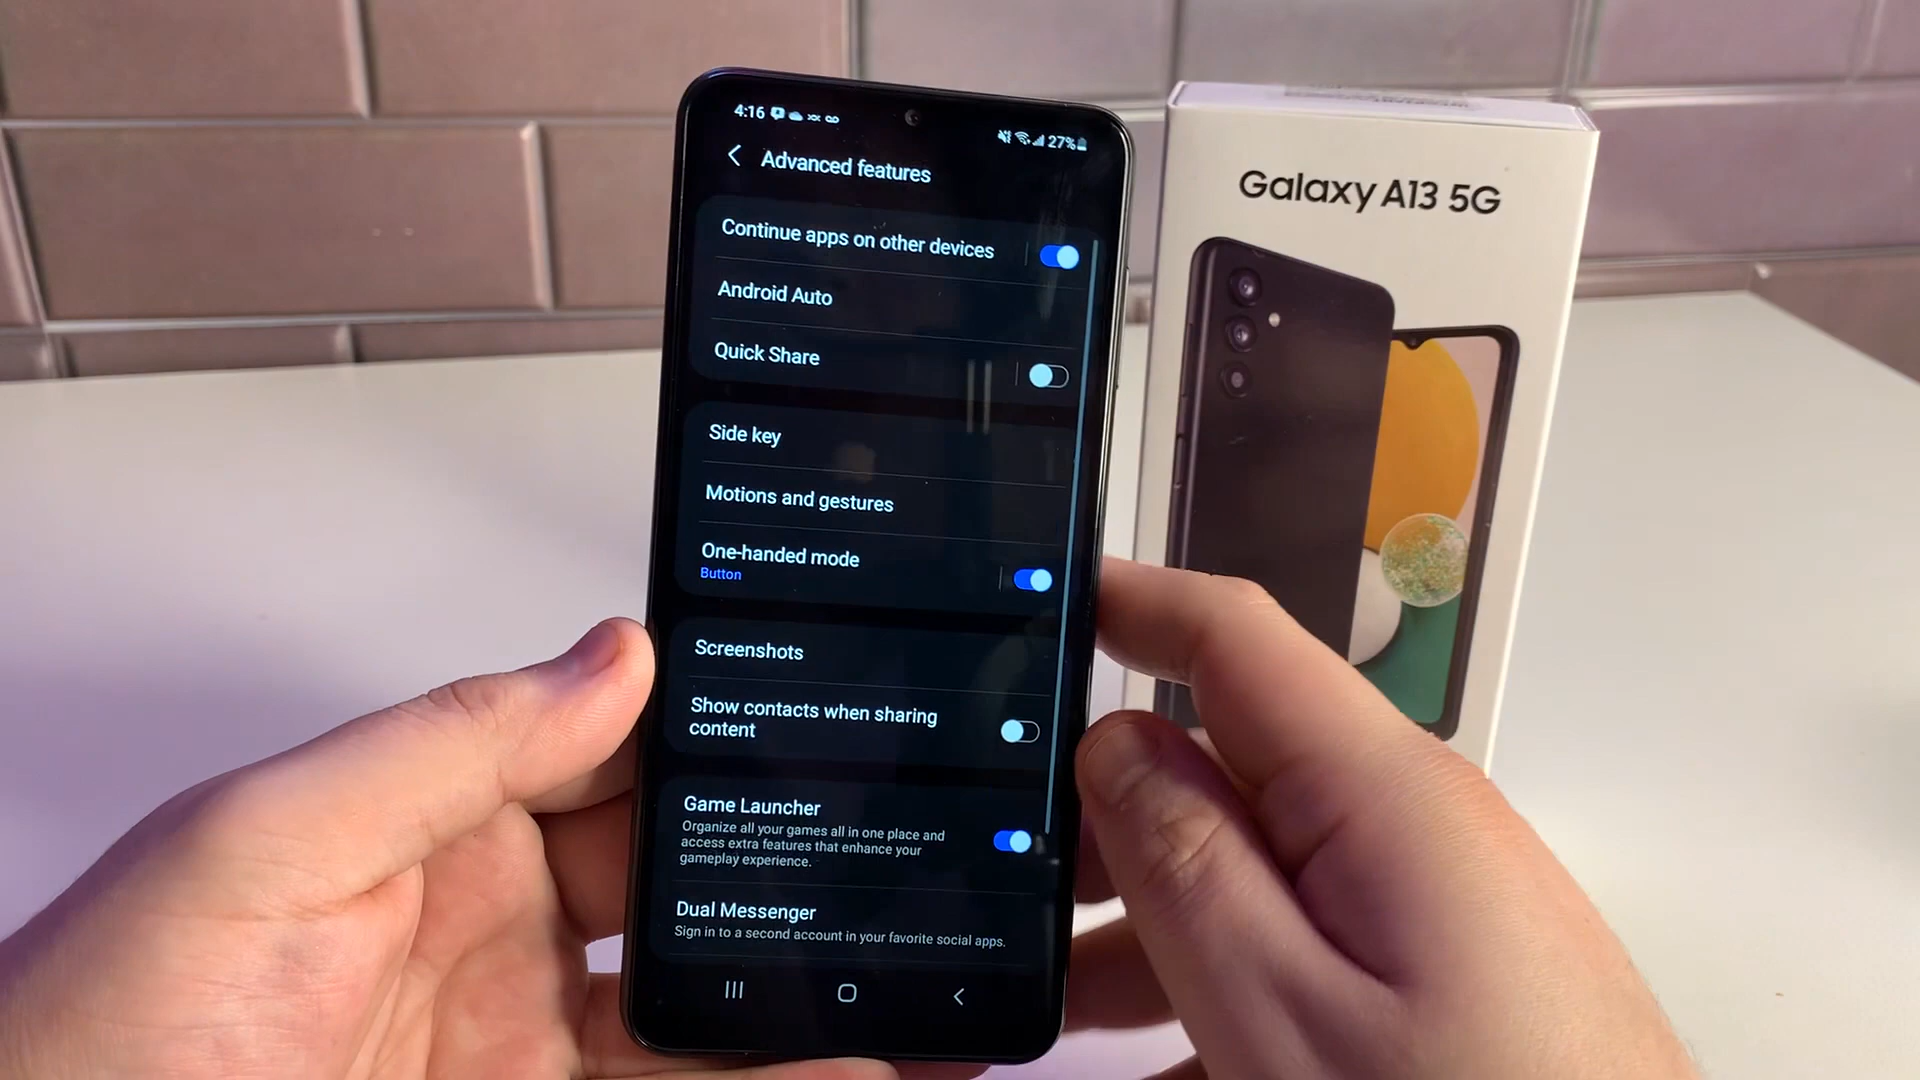 4:16
27%
Advanced features
Continue apps on other devices
Android Auto
Quick Share
Side key
Motions and gestures
One-handed mode
Button
Screenshots
Show contacts when sharing
content
Game Launcher
Organize all your games all in one place and
access extra features that enhance your
gameplay experience.
Dual Messenger
Sign in to a second account in your favorite social apps.
Galaxy A13 5G